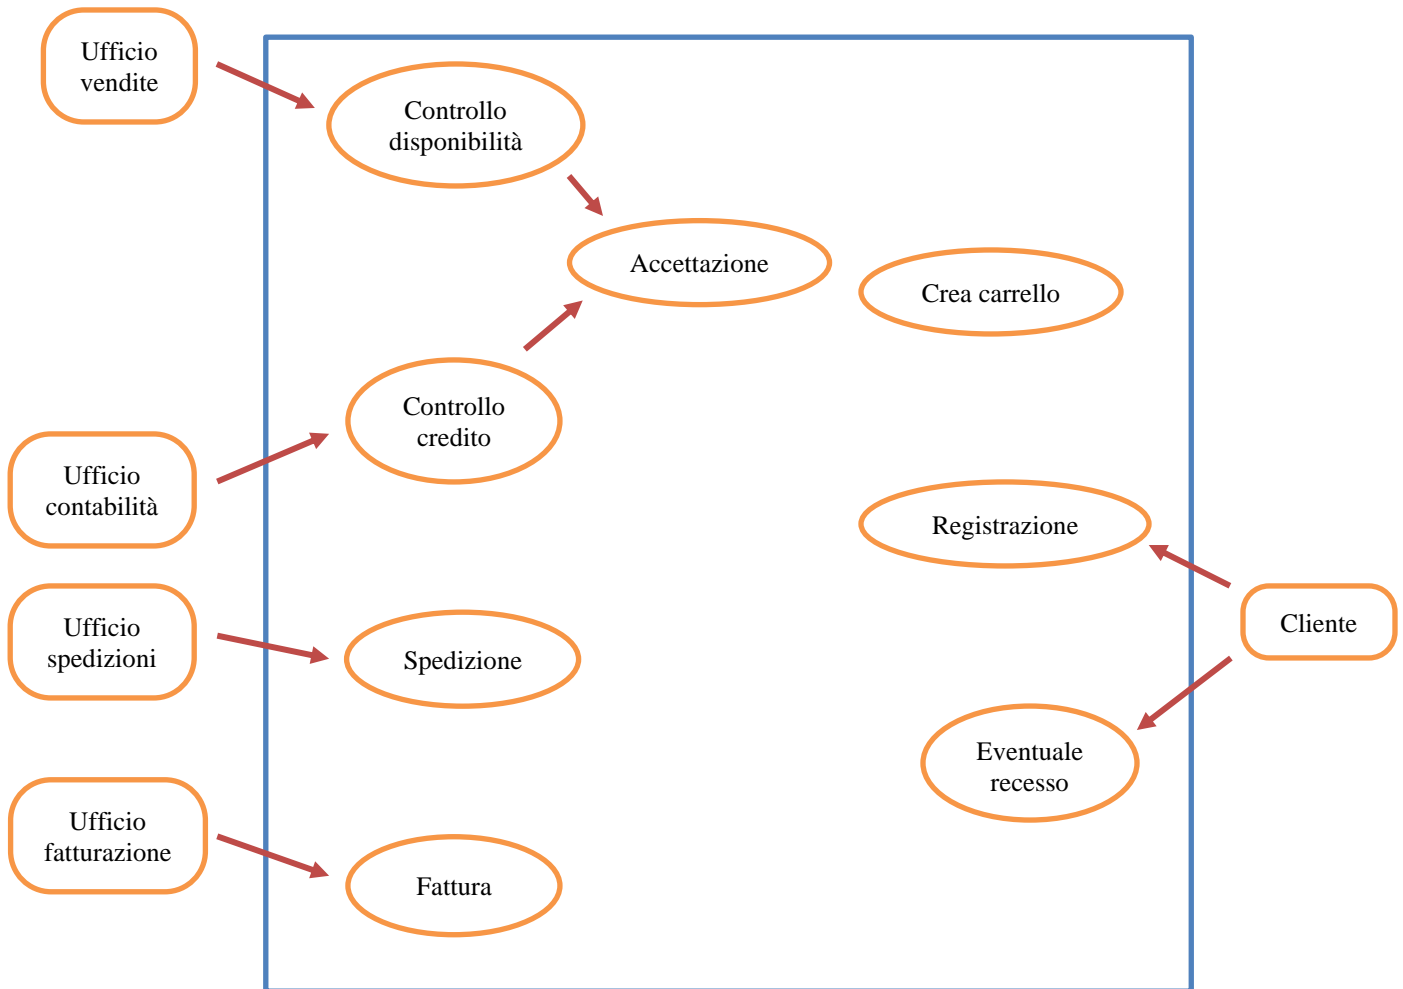 Ufficio
vendite
Controllo
disponibilità
Accettazione
Crea carrello
Controllo
credito
Ufficio
contabilità
Registrazione
Ufficio
spedizioni
Spedizione
Cliente
Eventuale
recesso
Ufficio
fatturazione
Fattura